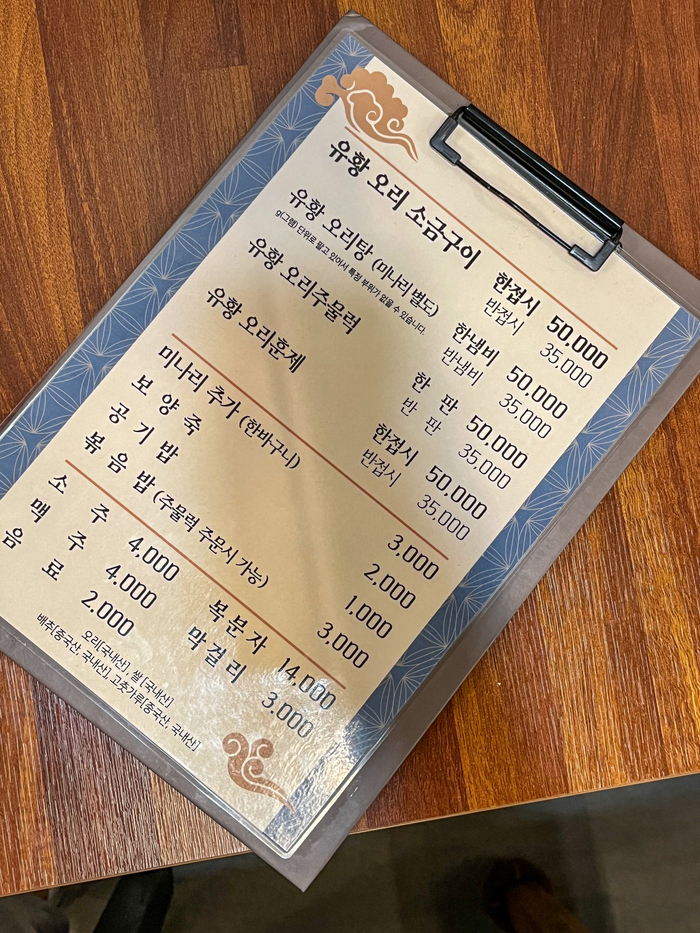 유황 오리 소금구이 한접시 50,000
반접시 35,000
유황 오리탕 (미나리 별도) 한냄비 50,000
g(그램) 단위로 팔고 있어서 특정 부위가 없을 수 있습니다. 반냄비 35,000
유황 오리주물럭 한 판 50,000
반 판 35,000
유황 오리훈제 한접시 50,000
반접시 35,000
미나리 추가 (한바구니) 3,000
보 양 죽 2,000
공 기 밥 1,000
볶 음 밥 (주물럭 주문시 가능) 3,000
소 주 4,000 복 분 자 14,000
맥 주 4,000 막 걸 리 3,000
음 료 2,000
오리[국내산], 쌀 [국내산]
배추[중국산, 국내산], 고춧가루[중국산, 국내산]